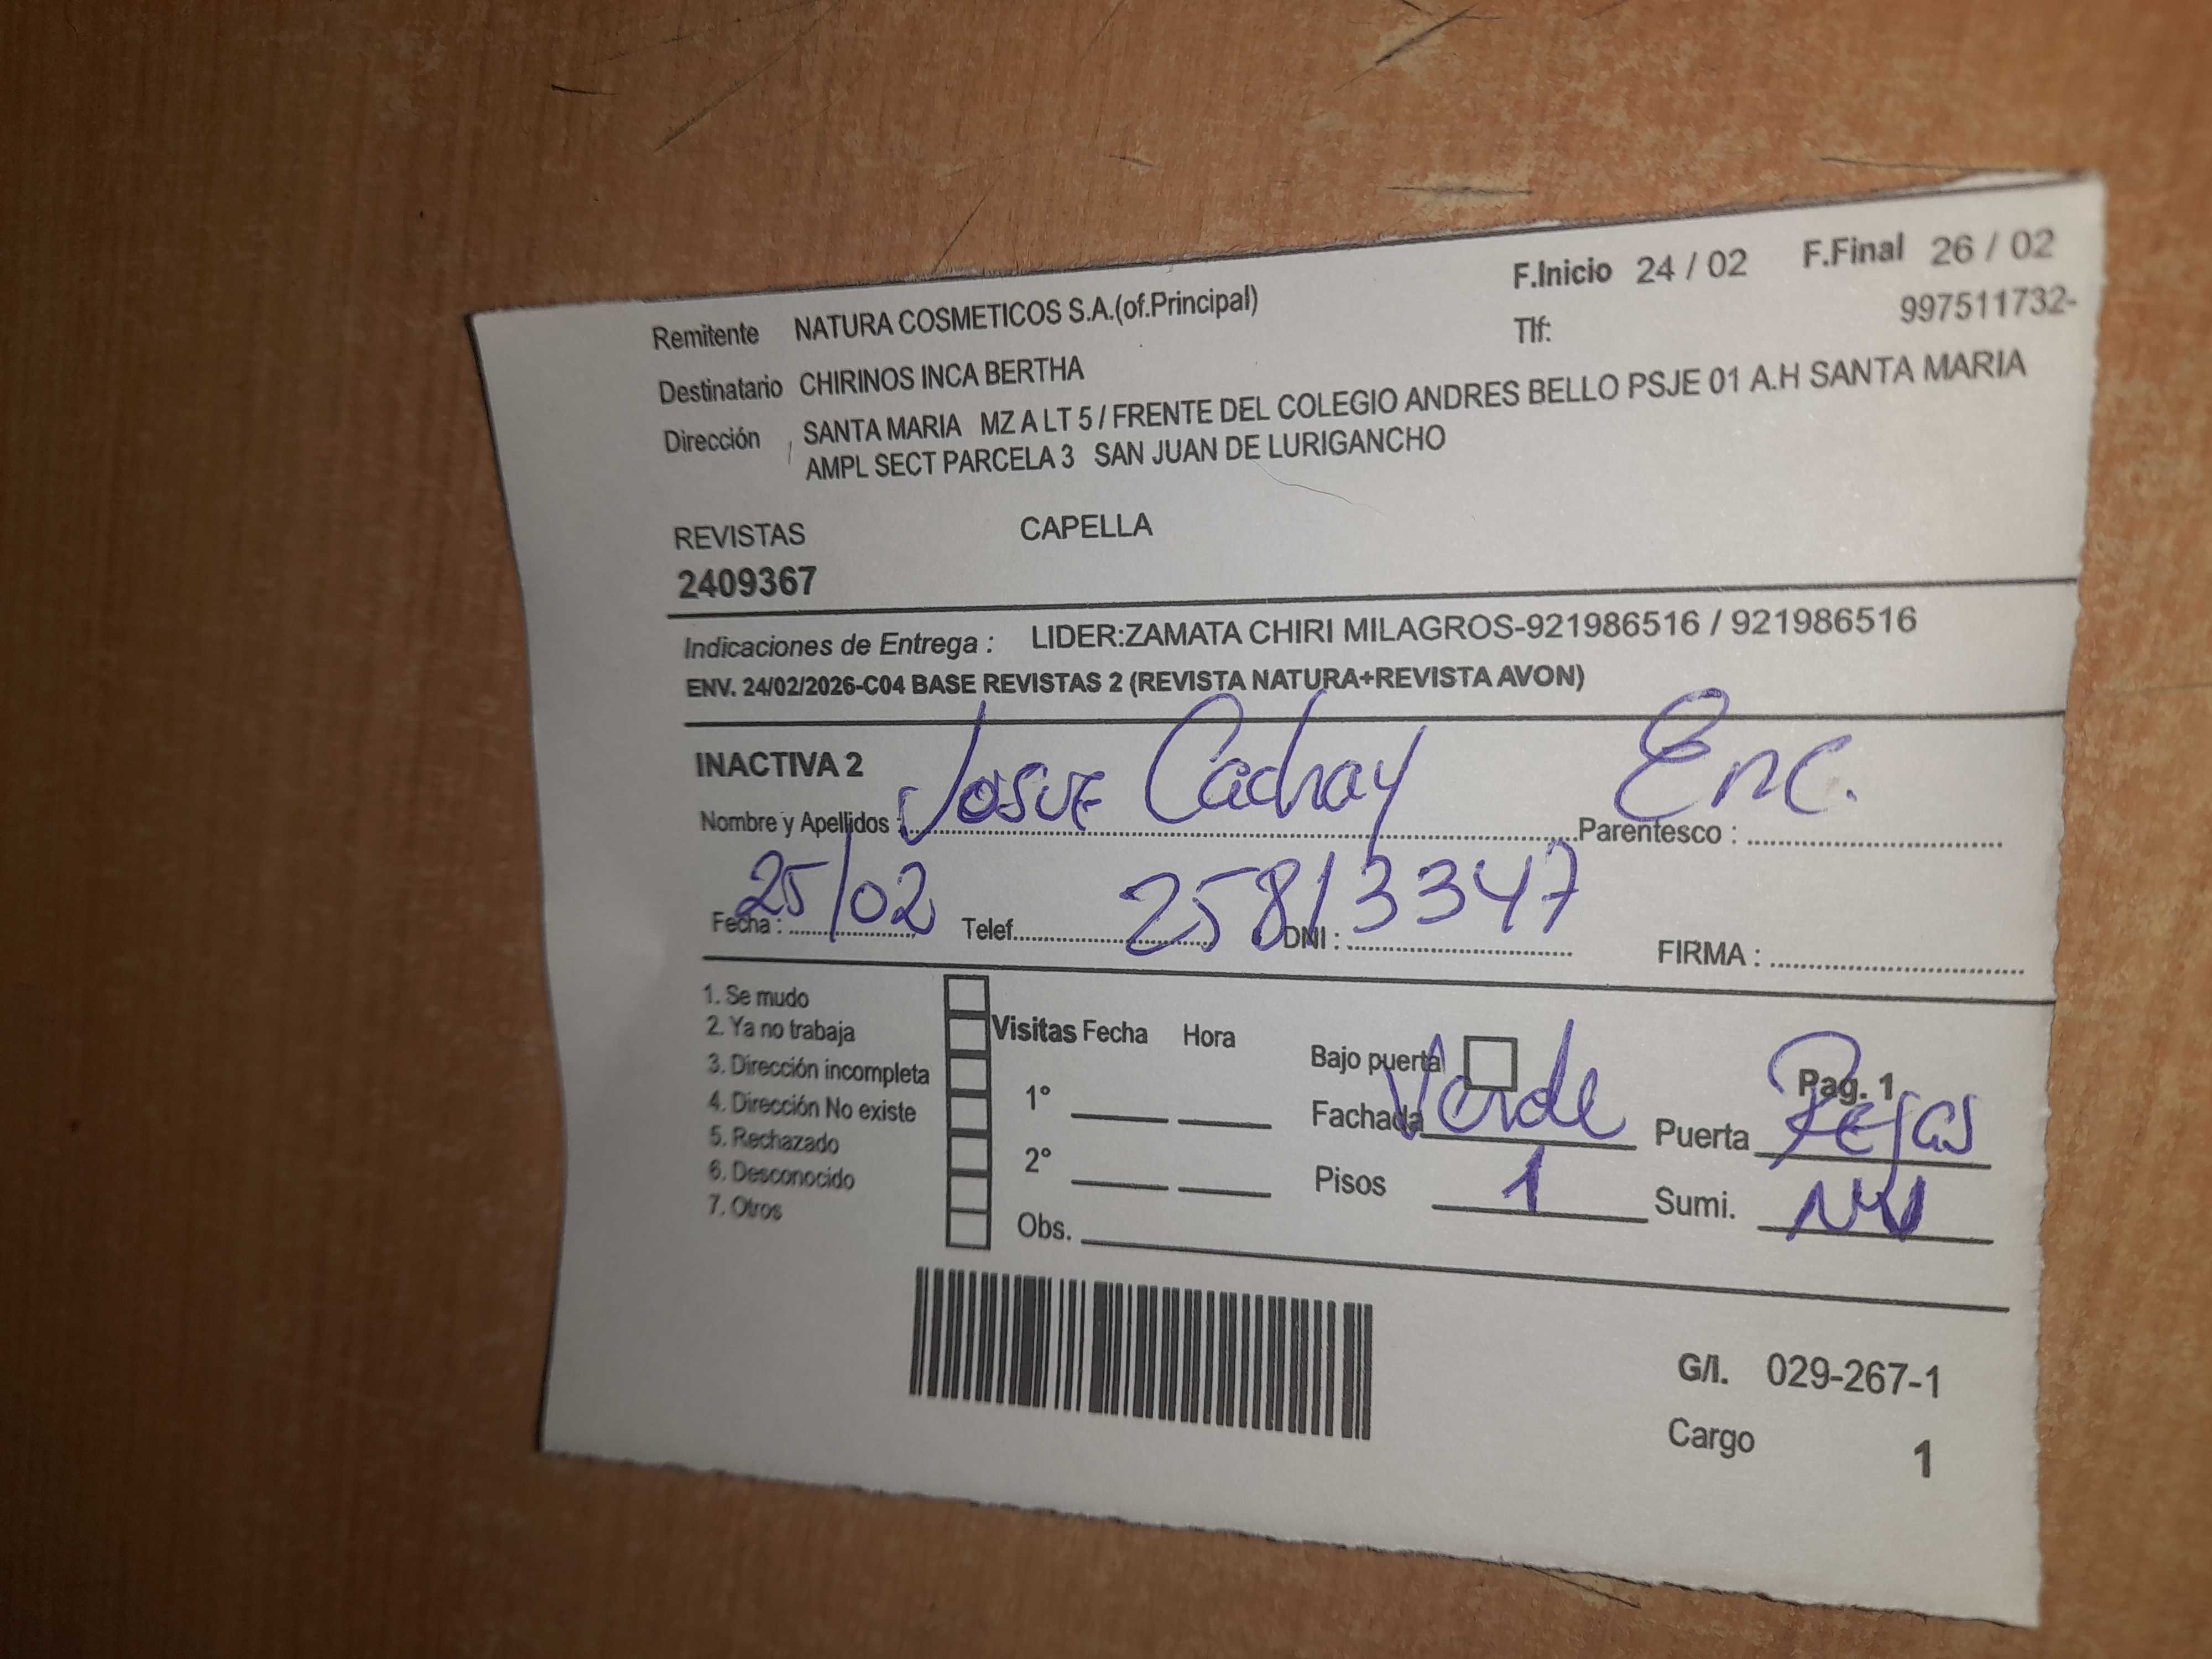 F.Inicio 24 / 02 F.Final 26 / 02
Remitente NATURA COSMETICOS S.A.(of.Principal) Tlf: 997511732-
Destinatario CHIRINOS INCA BERTHA
Dirección SANTA MARIA MZ A LT 5 / FRENTE DEL COLEGIO ANDRES BELLO PSJE 01 A.H SANTA MARIA
AMPL SECT PARCELA 3 SAN JUAN DE LURIGANCHO
REVISTAS CAPELLA
2409367
Indicaciones de Entrega : LIDER:ZAMATA CHIRI MILAGROS-921986516 / 921986516
ENV. 24/02/2026-C04 BASE REVISTAS 2 (REVISTA NATURA+REVISTA AVON)
INACTIVA 2
Nombre y Apellidos : Josue Cachay Parentesco : Enc.
Fecha : 25/02 Telef. DNI : 25813347 FIRMA :
1. Se mudo
2. Ya no trabaja
3. Dirección incompleta
4. Dirección No existe
5. Rechazado
6. Desconocido
7. Otros
Visitas Fecha Hora
1°
2°
Obs.
Bajo puerta Pag. 1
Fachada Verde Puerta Rejas
Pisos 1 Sumi.
G/I. 029-267-1
Cargo 1